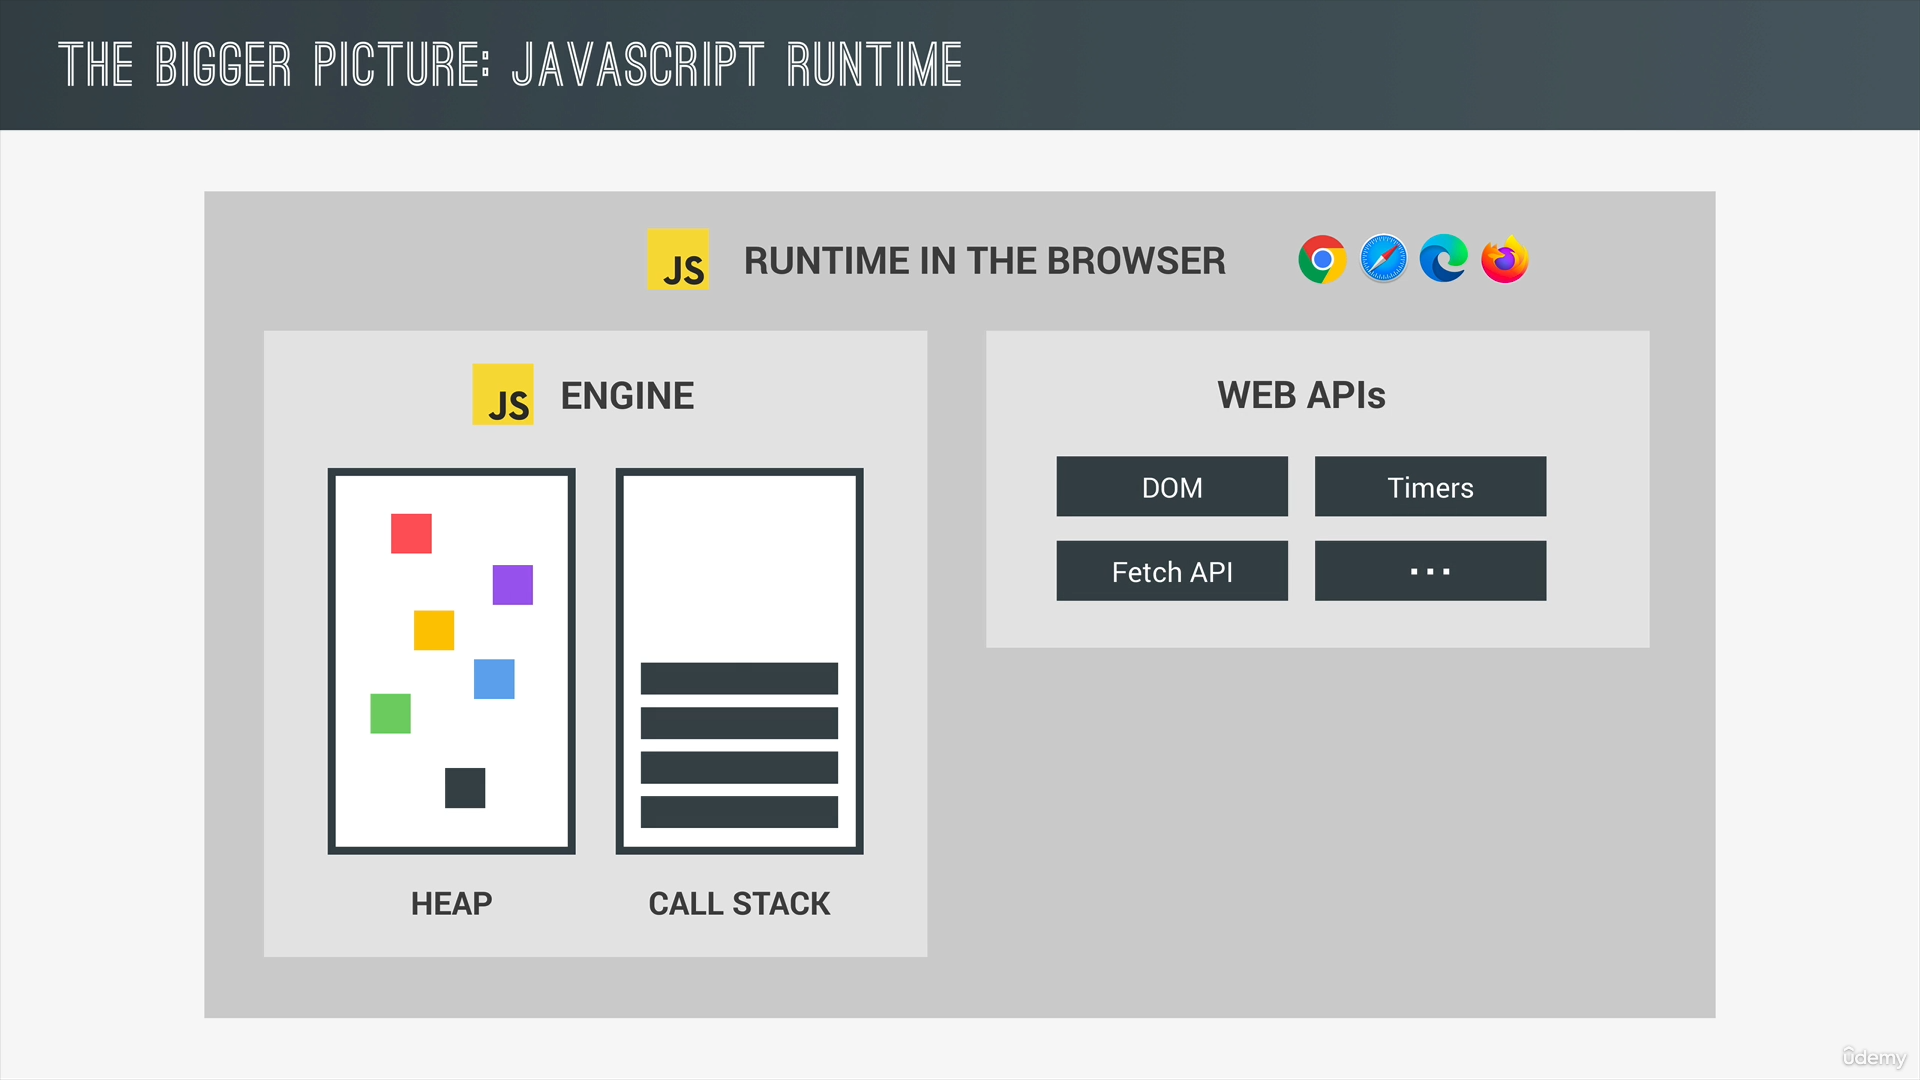 THE BIGGER PICTURE: JAVASCRIPT RUNTIME
JS RUNTIME IN THE BROWSER
JS ENGINE
HEAP
CALL STACK
WEB APIs
DOM
Timers
Fetch API
...
ûdemy